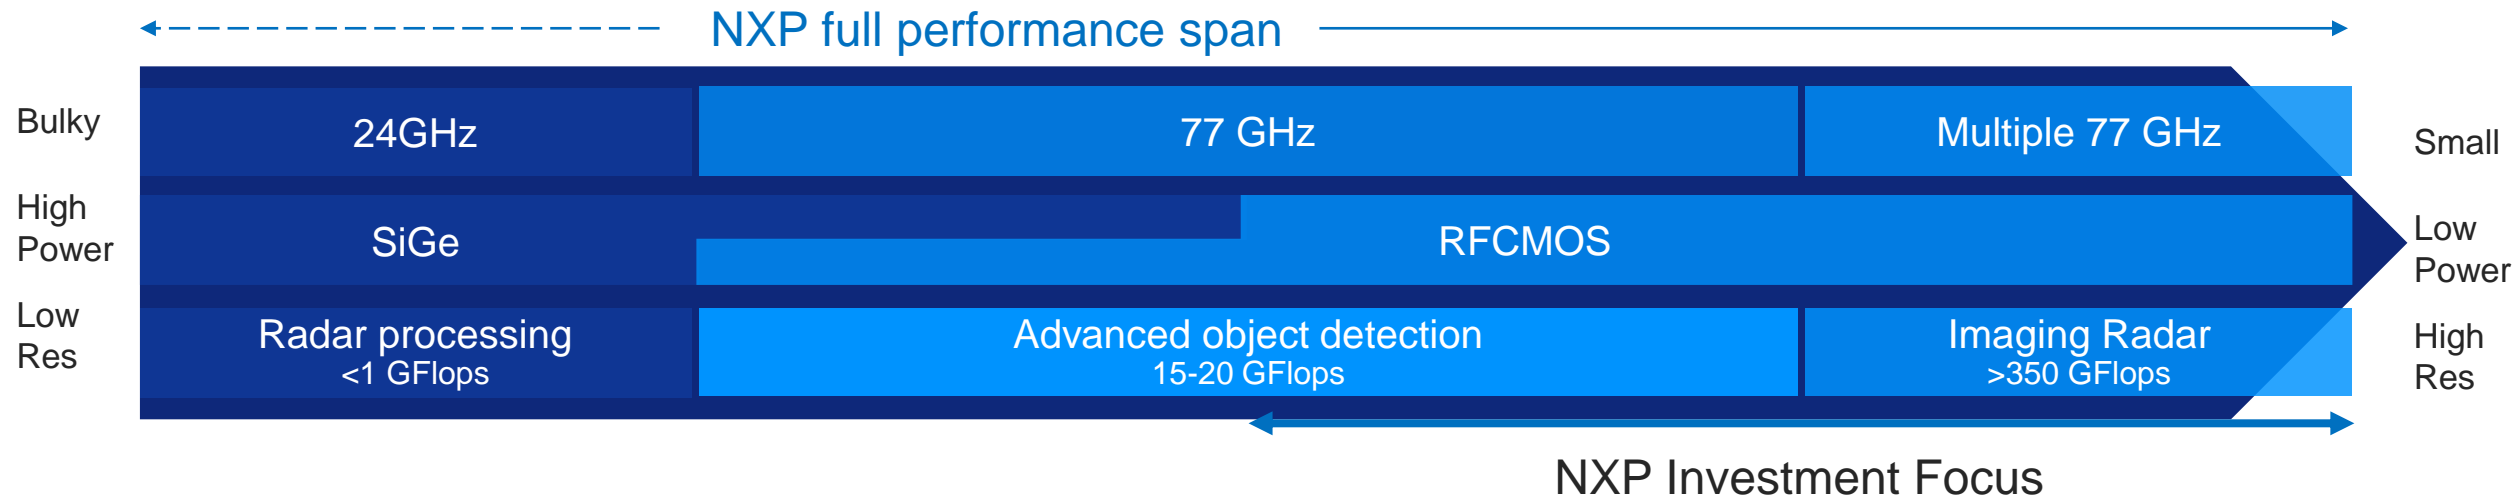 NXP full performance span
Bulky
24GHz
77 GHz
Multiple 77 GHz
Small
High
Power
SiGe
RFCMOS
Low
Power
Low
Res
Radar processing
<1 GFlops
Advanced object detection
15-20 GFlops
Imaging Radar
>350 GFlops
High
Res
NXP Investment Focus